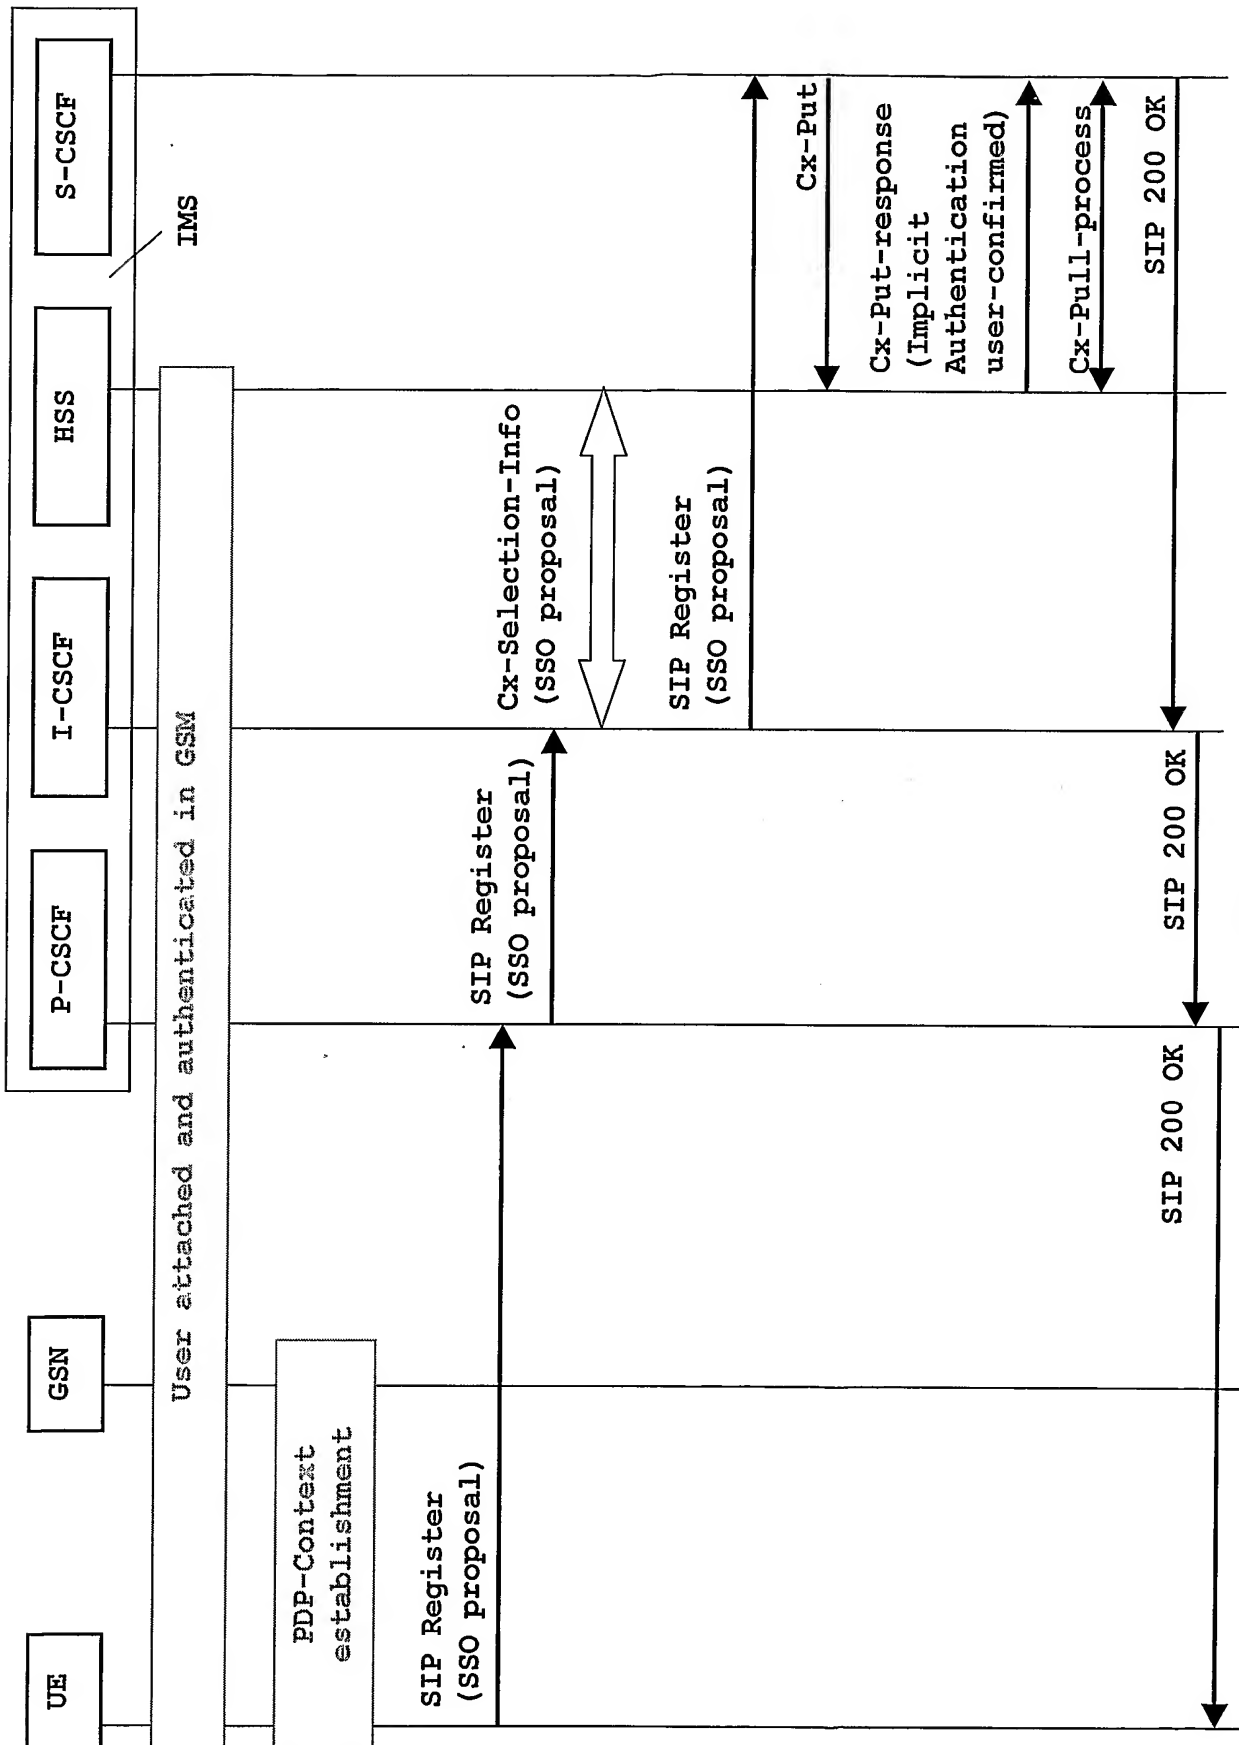 UE
GSN
P-CSCF
I-CSCF
HSS
S-CSCF
IMS
User attached and authenticated in GSM
PDP-Context
establishment
SIP Register
(SSO proposal)
SIP Register
(SSO proposal)
Cx-Selection-Info
(SSO proposal)
SIP Register
(SSO proposal)
Cx-Put
Cx-Put-response
(Implicit
Authentication
user-confirmed)
Cx-Pull-process
SIP 200 OK
SIP 200 OK
SIP 200 OK